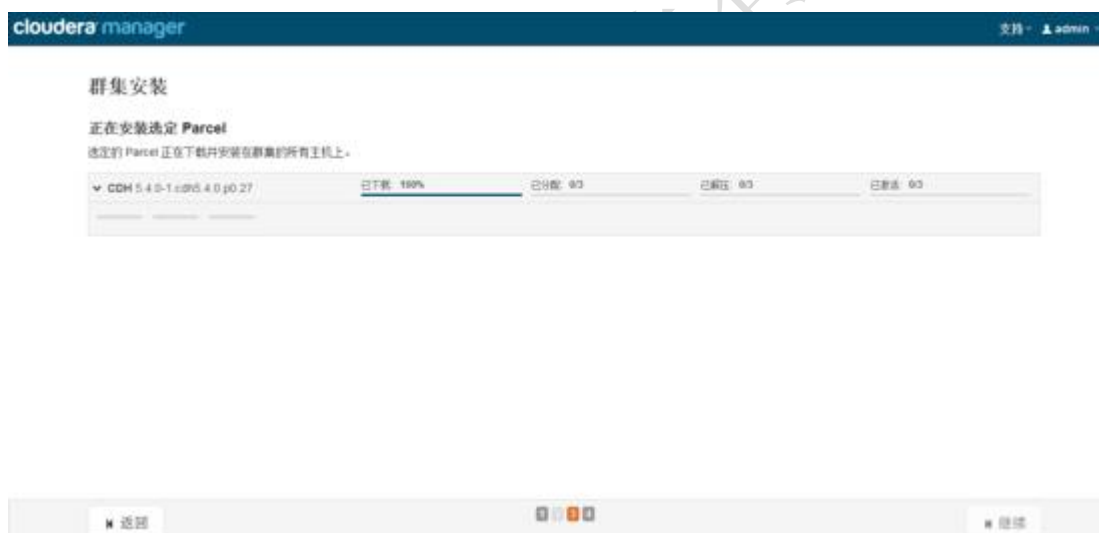 cloudera manager
支持 admin
群集安装
正在安装选定 Parcel
选定的 Parcel 正在下载并安装在群集的所有主机上。
CDH 5.4.0-1.cdh5.4.0.p0.27 已下载: 100% 已分配: 0/3 已解压: 0/3 已激活: 0/3
返回 1 3 4 继续